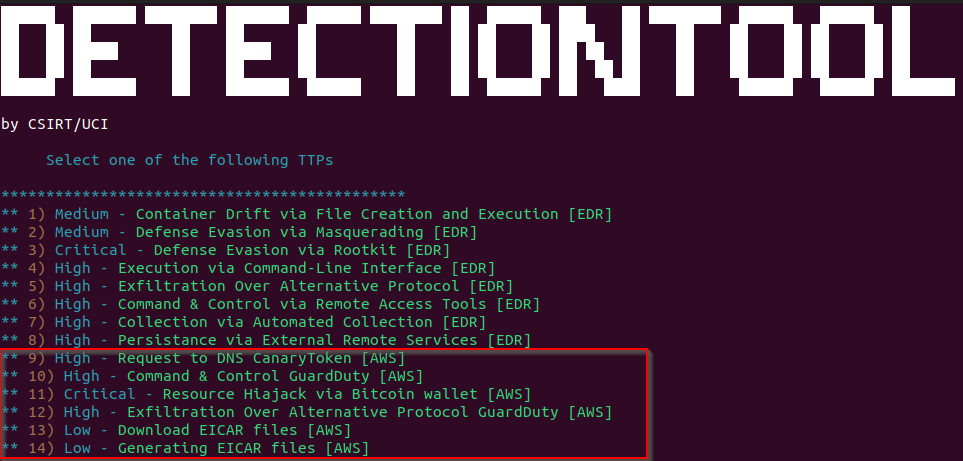 DETECTIONTOOL
by CSIRT/UCI
Select one of the following TTPs
*********************************************
** 1) Medium - Container Drift via File Creation and Execution [EDR]
** 2) Medium - Defense Evasion via Masquerading [EDR]
** 3) Critical - Defense Evasion via Rootkit [EDR]
** 4) High - Execution via Command-Line Interface [EDR]
** 5) High - Exfiltration Over Alternative Protocol [EDR]
** 6) High - Command & Control via Remote Access Tools [EDR]
** 7) High - Collection via Automated Collection [EDR]
** 8) High - Persistance via External Remote Services [EDR]
** 9) High - Request to DNS CanaryToken [AWS]
** 10) High - Command & Control GuardDuty [AWS]
** 11) Critical - Resource Hiajack via Bitcoin wallet [AWS]
** 12) High - Exfiltration Over Alternative Protocol GuardDuty [AWS]
** 13) Low - Download EICAR files [AWS]
** 14) Low - Generating EICAR files [AWS]